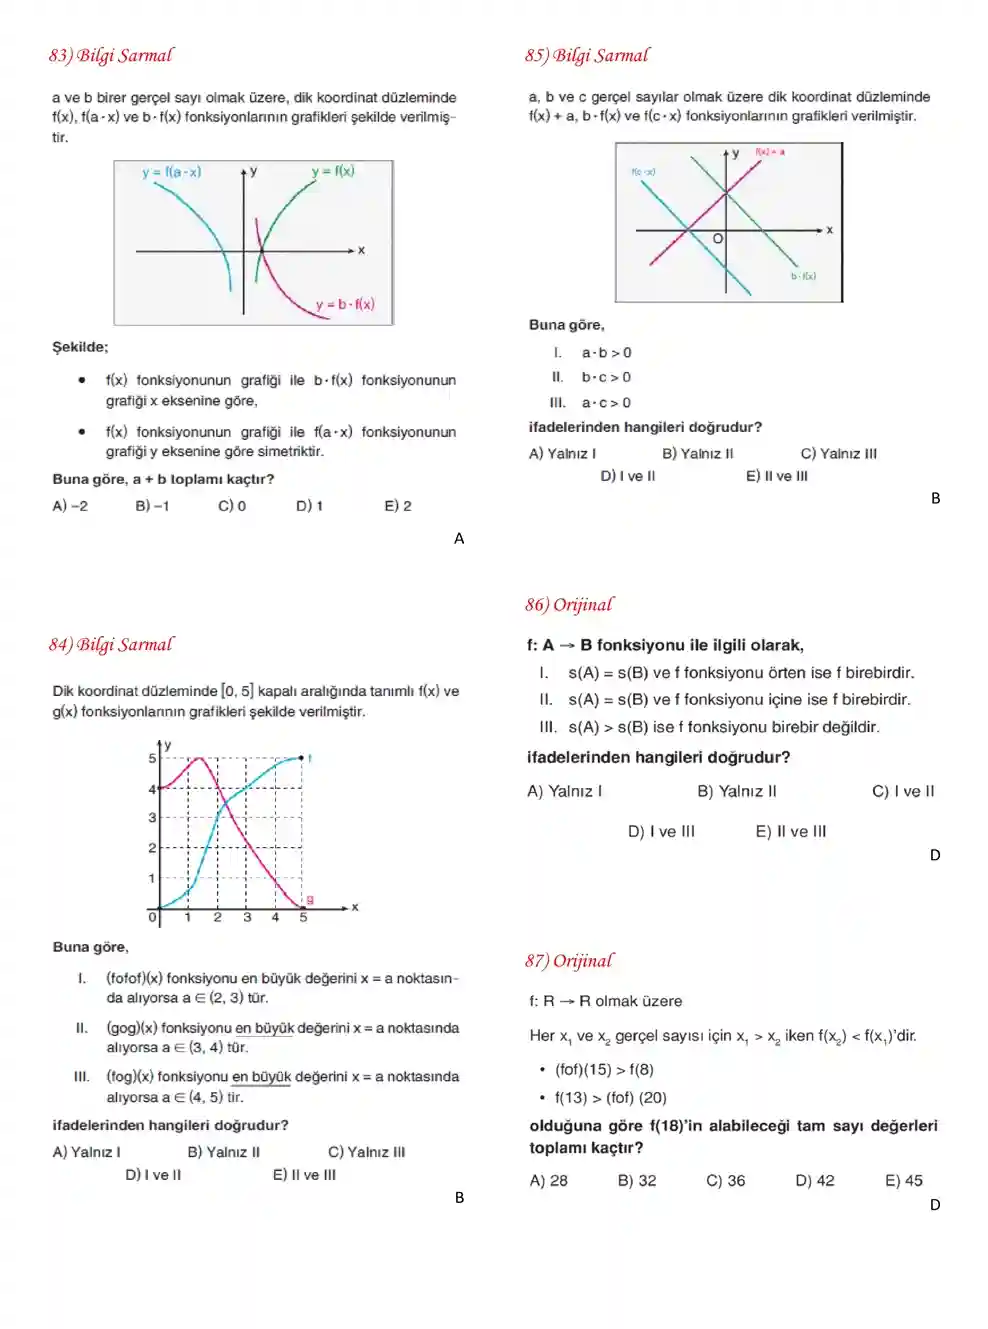 83) Bilgi Sarmal
a ve b birer gerçel sayı olmak üzere, dik koordinat düzleminde
f(x), f(a·x) ve b·f(x) fonksiyonlarının grafikleri şekilde verilmiş-
tir.
y = f(a·x)
y
y = f(x)
x
y = b·f(x)
Şekilde;
• f(x) fonksiyonunun grafiği ile b·f(x) fonksiyonunun
grafiği x eksenine göre,
• f(x) fonksiyonunun grafiği ile f(a·x) fonksiyonunun
grafiği y eksenine göre simetriktir.
Buna göre, a + b toplamı kaçtır?
A) –2 B) –1 C) 0 D) 1 E) 2
A
84) Bilgi Sarmal
Dik koordinat düzleminde [0, 5] kapalı aralığında tanımlı f(x) ve
g(x) fonksiyonlarının grafikleri şekilde verilmiştir.
y
5
f
4
3
2
1
g
x
0 1 2 3 4 5
Buna göre,
I. (fofof)(x) fonksiyonu en büyük değerini x = a noktasın-
da alıyorsa a ∈ (2, 3) tür.
II. (gog)(x) fonksiyonu en büyük değerini x = a noktasında
alıyorsa a ∈ (3, 4) tür.
III. (fog)(x) fonksiyonu en büyük değerini x = a noktasında
alıyorsa a ∈ (4, 5) tir.
ifadelerinden hangileri doğrudur?
A) Yalnız I B) Yalnız II C) Yalnız III
D) I ve II E) II ve III
B
85) Bilgi Sarmal
a, b ve c gerçel sayılar olmak üzere dik koordinat düzleminde
f(x) + a, b·f(x) ve f(c·x) fonksiyonlarının grafikleri verilmiştir.
y
f(x) + a
f(c·x)
x
O
b·f(x)
Buna göre,
I. a·b > 0
II. b·c > 0
III. a·c > 0
ifadelerinden hangileri doğrudur?
A) Yalnız I B) Yalnız II C) Yalnız III
D) I ve II E) II ve III
B
86) Orijinal
f: A → B fonksiyonu ile ilgili olarak,
I. s(A) = s(B) ve f fonksiyonu örten ise f birebirdir.
II. s(A) = s(B) ve f fonksiyonu içine ise f birebirdir.
III. s(A) > s(B) ise f fonksiyonu birebir değildir.
ifadelerinden hangileri doğrudur?
A) Yalnız I B) Yalnız II C) I ve II
D) I ve III E) II ve III
D
87) Orijinal
f: R → R olmak üzere
Her x₁ ve x₂ gerçel sayısı için x₁ > x₂ iken f(x₂) < f(x₁)'dir.
• (fof)(15) > f(8)
• f(13) > (fof) (20)
olduğuna göre f(18)'in alabileceği tam sayı değerleri
toplamı kaçtır?
A) 28 B) 32 C) 36 D) 42 E) 45
D